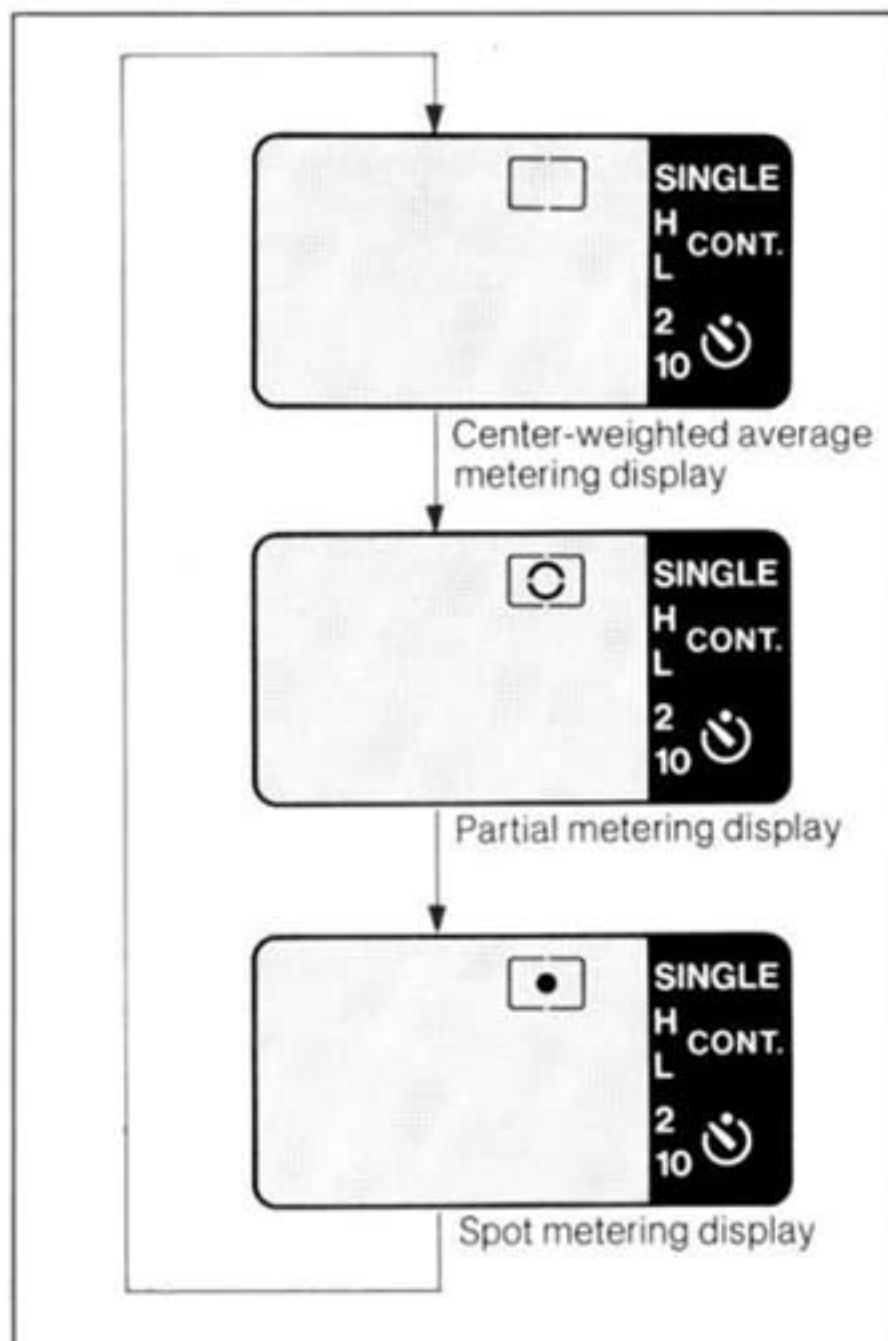 SINGLE
H
CONT.
L
2
10
Center-weighted average
metering display
SINGLE
H
CONT.
L
2
10
Partial metering display
SINGLE
H
CONT.
L
2
10
Spot metering display